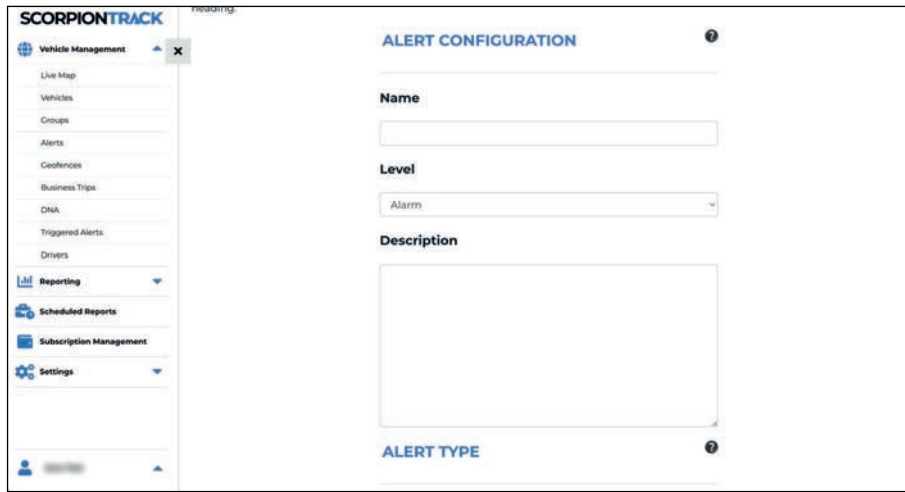 SCORPIONTRACK
Vehicle Management
Live Map
Vehicles
Groups
Alerts
Geofences
Business Trips
DNA
Triggered Alerts
Drivers
Reporting
Scheduled Reports
Subscription Management
Settings
heading.
ALERT CONFIGURATION
Name
Level
Alarm
Description
ALERT TYPE